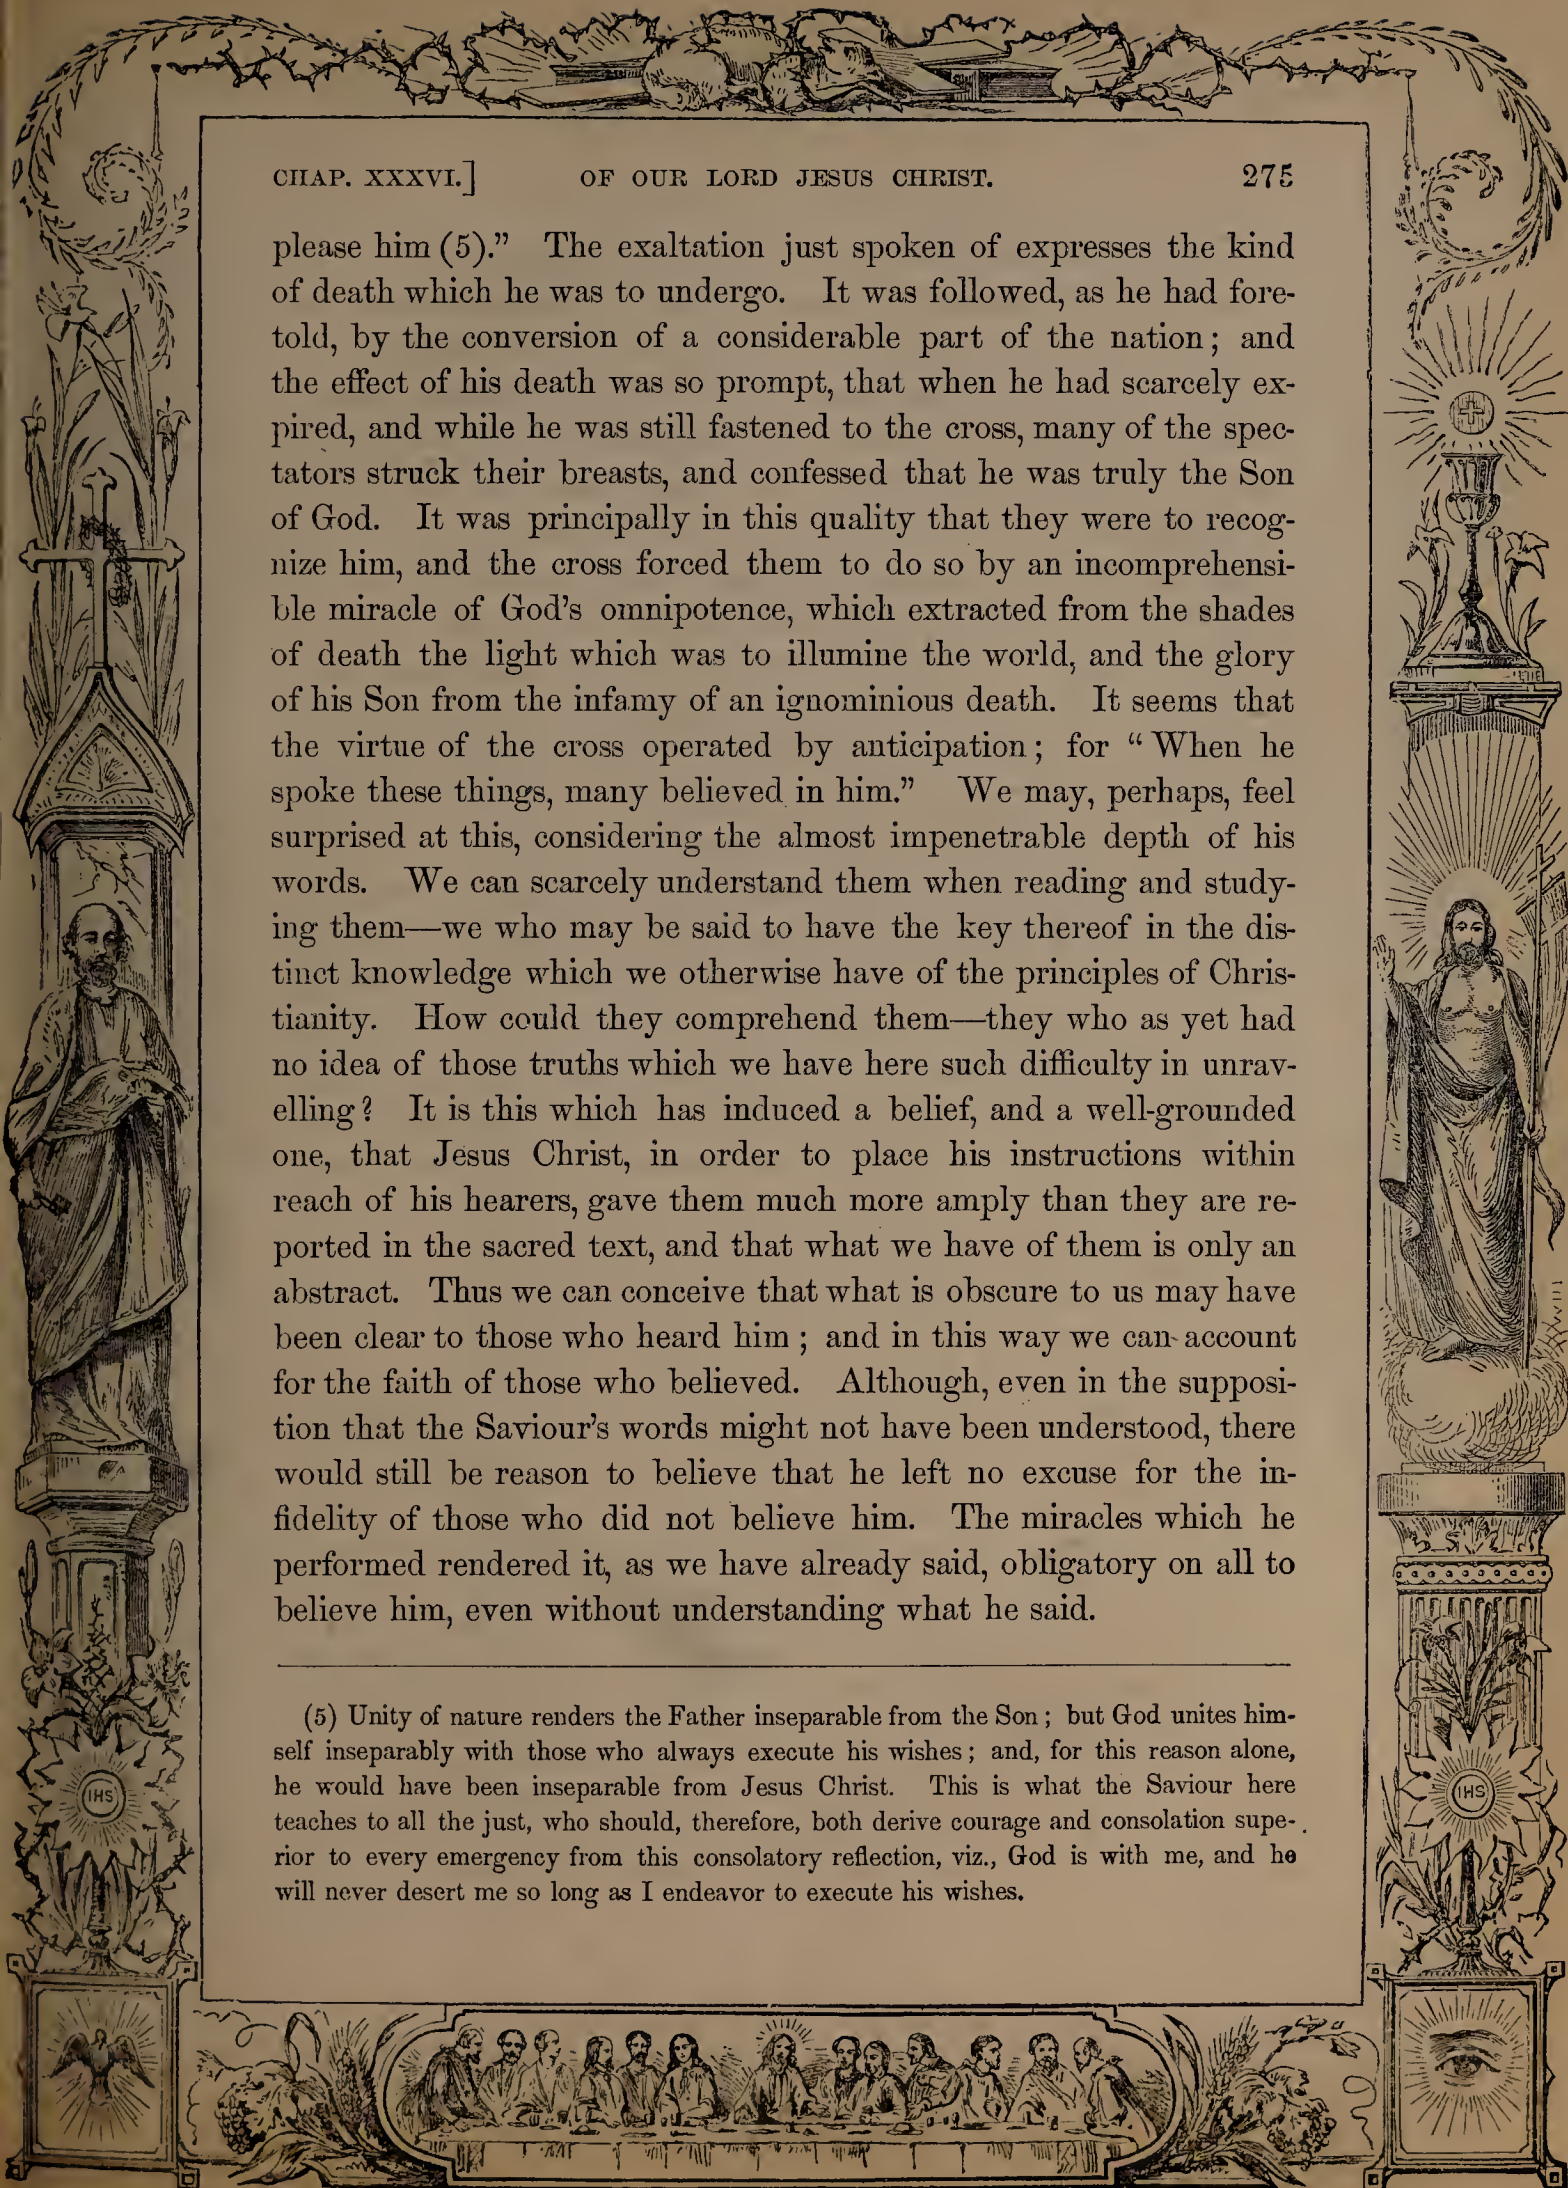 CHAP. XXXVI.] OF OUR LORD JESUS CHRIST. 275
please him (5)." The exaltation just spoken of expresses the kind
of death which he was to undergo. It was followed, as he had fore-
told, by the conversion of a considerable part of the nation; and
the effect of his death was so prompt, that when he had scarcely ex-
pired, and while he was still fastened to the cross, many of the spec-
tators struck their breasts, and confessed that he was truly the Son
of God. It was principally in this quality that they were to recog-
nize him, and the cross forced them to do so by an incomprehensi-
ble miracle of God's omnipotence, which extracted from the shades
of death the light which was to illumine the world, and the glory
of his Son from the infamy of an ignominious death. It seems that
the virtue of the cross operated by anticipation; for "When he
spoke these things, many believed in him." We may, perhaps, feel
surprised at this, considering the almost impenetrable depth of his
words. We can scarcely understand them when reading and study-
ing them—we who may be said to have the key thereof in the dis-
tinct knowledge which we otherwise have of the principles of Chris-
tianity. How could they comprehend them—they who as yet had
no idea of those truths which we have here such difficulty in unrav-
elling? It is this which has induced a belief, and a well-grounded
one, that Jesus Christ, in order to place his instructions within
reach of his hearers, gave them much more amply than they are re-
ported in the sacred text, and that what we have of them is only an
abstract. Thus we can conceive that what is obscure to us may have
been clear to those who heard him; and in this way we can account
for the faith of those who believed. Although, even in the supposi-
tion that the Saviour's words might not have been understood, there
would still be reason to believe that he left no excuse for the in-
fidelity of those who did not believe him. The miracles which he
performed rendered it, as we have already said, obligatory on all to
believe him, even without understanding what he said.
(5) Unity of nature renders the Father inseparable from the Son; but God unites him-
self inseparably with those who always execute his wishes; and, for this reason alone,
he would have been inseparable from Jesus Christ. This is what the Saviour here
teaches to all the just, who should, therefore, both derive courage and consolation supe-
rior to every emergency from this consolatory reflection, viz., God is with me, and he
will never desert me so long as I endeavor to execute his wishes.
IHS
IHS